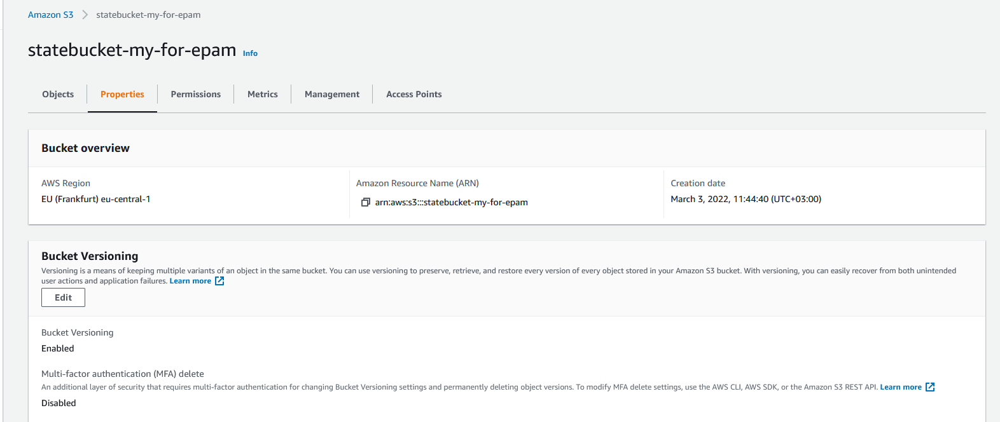 Amazon S3 > statebucket-my-for-epam
statebucket-my-for-epam Info
Objects Properties Permissions Metrics Management Access Points
Bucket overview
AWS Region
EU (Frankfurt) eu-central-1
Amazon Resource Name (ARN)
arn:aws:s3:::statebucket-my-for-epam
Creation date
March 3, 2022, 11:44:40 (UTC+03:00)
Bucket Versioning
Versioning is a means of keeping multiple variants of an object in the same bucket. You can use versioning to preserve, retrieve, and restore every version of every object stored in your Amazon S3 bucket. With versioning, you can easily recover from both unintended
user actions and application failures. Learn more
Edit
Bucket Versioning
Enabled
Multi-factor authentication (MFA) delete
An additional layer of security that requires multi-factor authentication for changing Bucket Versioning settings and permanently deleting object versions. To modify MFA delete settings, use the AWS CLI, AWS SDK, or the Amazon S3 REST API. Learn more
Disabled